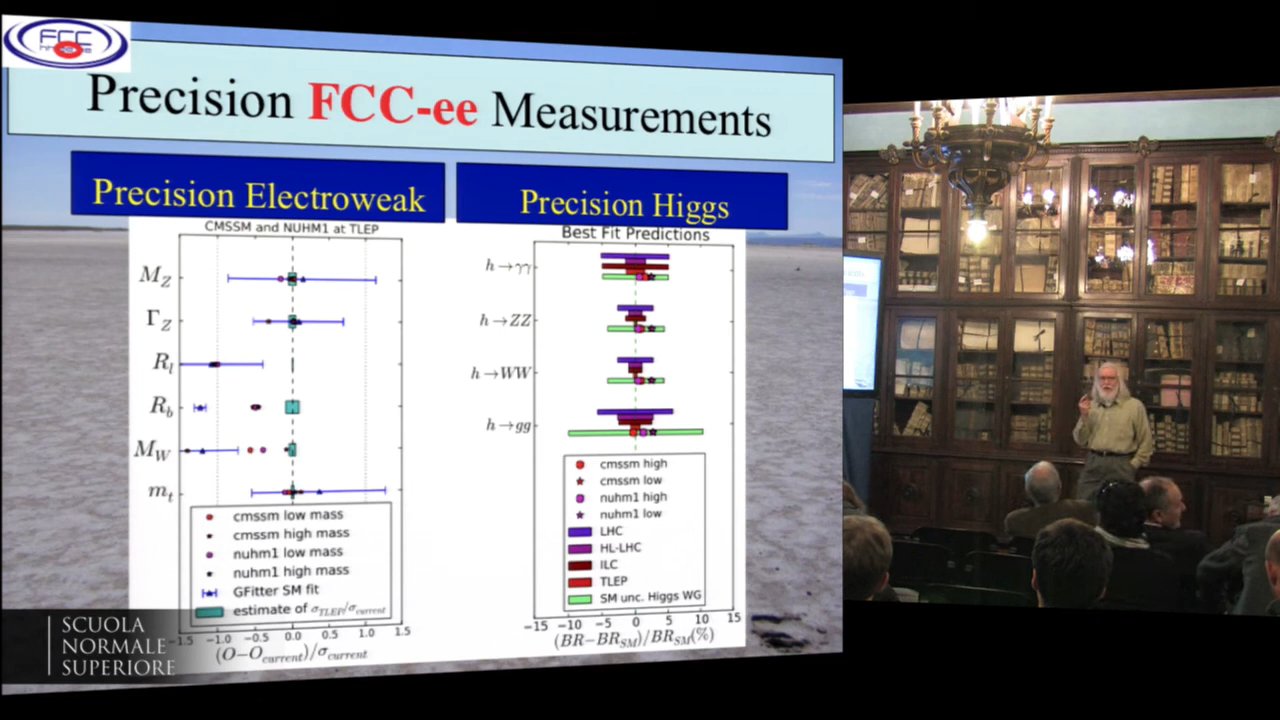 FCC
Precision FCC-ee Measurements
Precision Electroweak
Precision Higgs
CMSSM and NUHM1 at TLEP
M_Z
Γ_Z
R_l
R_b
M_W
m_t
cmssm low mass
cmssm high mass
nuhm1 low mass
nuhm1 high mass
GFitter SM fit
estimate of σ_TLEP/σ_current
-1.5 -1.0 -0.5 0.0 0.5 1.0 1.5
(O−O_current)/σ_current
Best Fit Predictions
h→γγ
h→ZZ
h→WW
h→gg
cmssm high
cmssm low
nuhm1 high
nuhm1 low
LHC
HL-LHC
ILC
TLEP
SM unc. Higgs WG
−15 −10 −5 0 5 10 15
(BR−BR_SM)/BR_SM(%)
SCUOLA
NORMALE
SUPERIORE